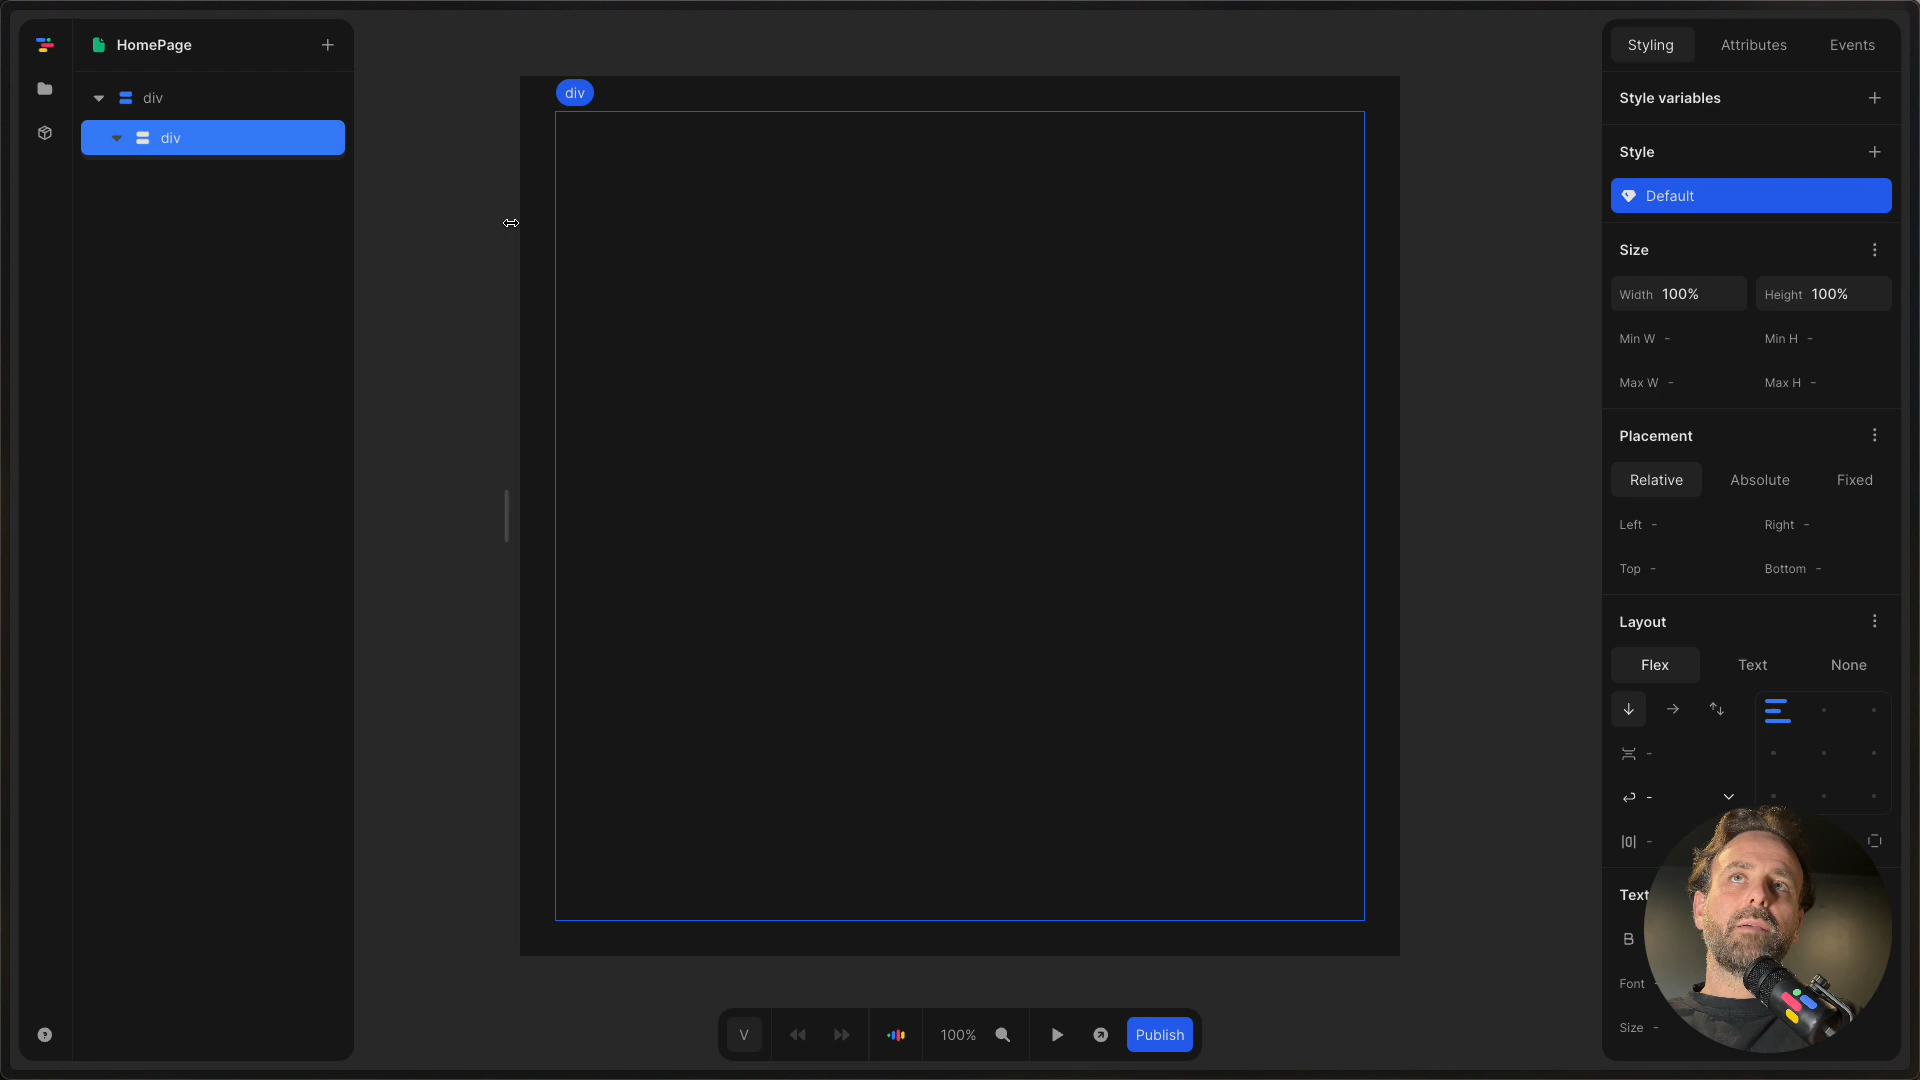 HomePage
div
div
div
V
100%
Publish
Styling Attributes Events
Style variables
Style
Default
Size
Width 100% Height 100%
Min W - Min H -
Max W - Max H -
Placement
Relative Absolute Fixed
Left - Right -
Top - Bottom -
Layout
Flex Text None
-
-
-
Text
B
Font -
Size -